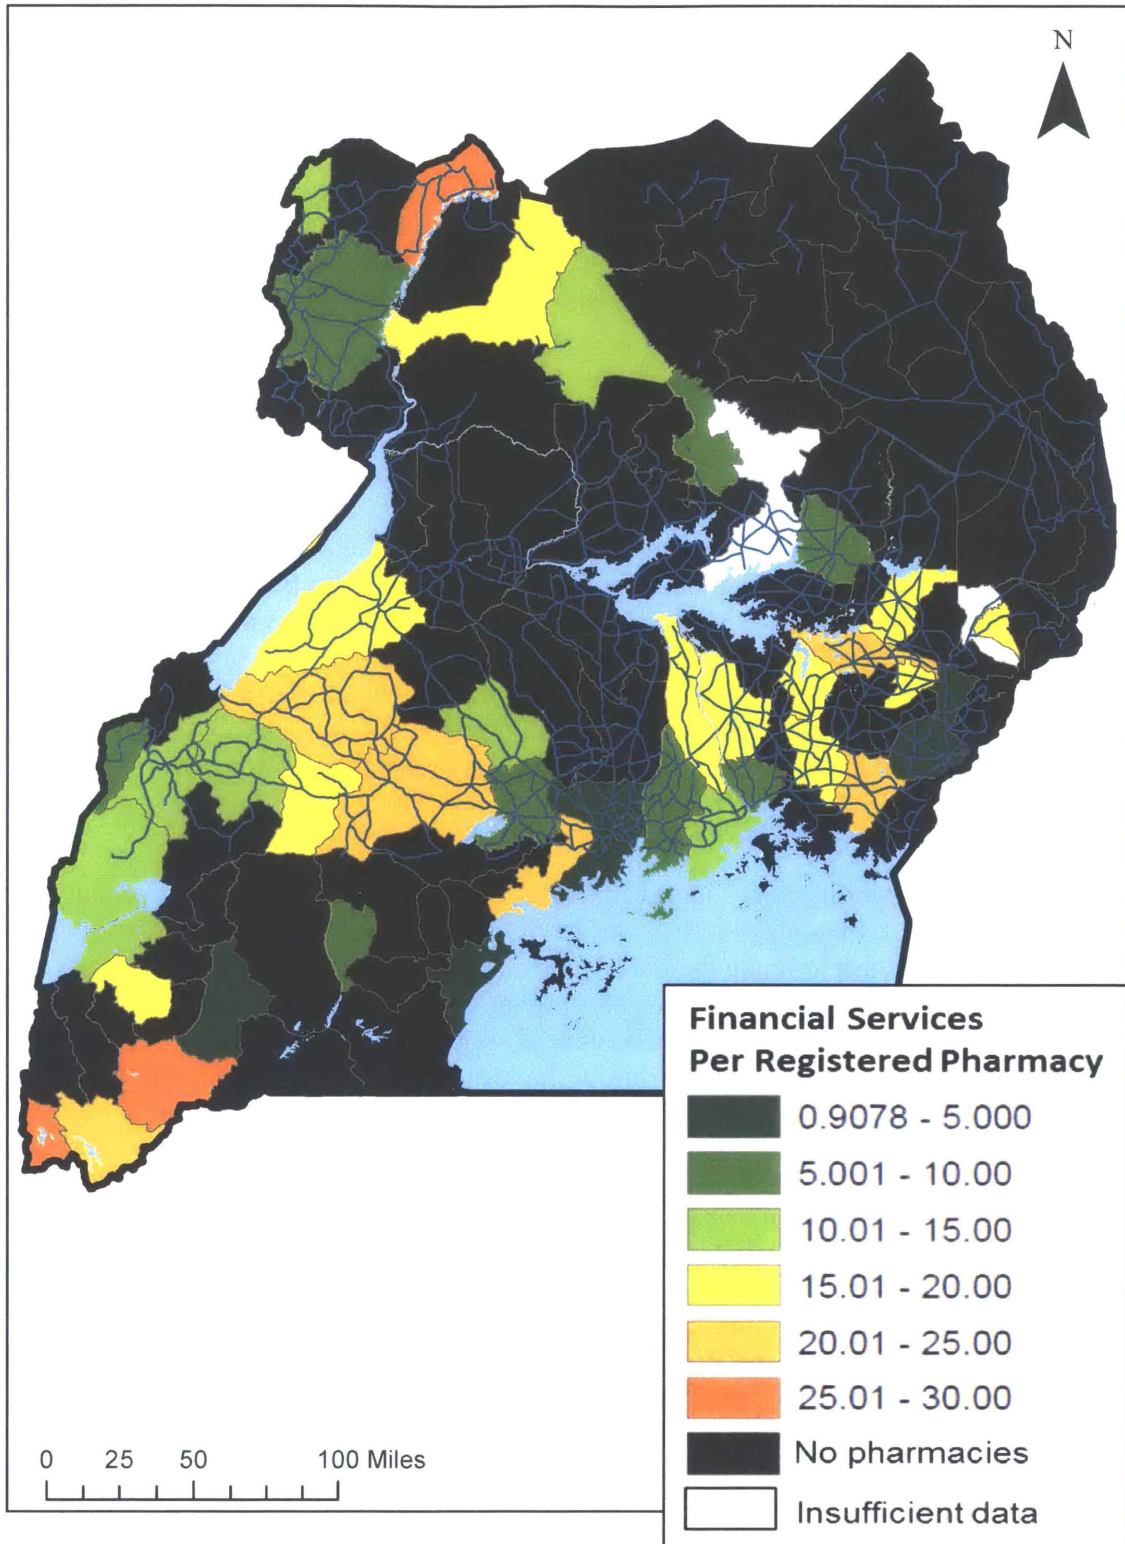 N
Financial Services
Per Registered Pharmacy
0.9078 - 5.000
5.001 - 10.00
10.01 - 15.00
15.01 - 20.00
20.01 - 25.00
25.01 - 30.00
No pharmacies
Insufficient data
0 25 50 100 Miles